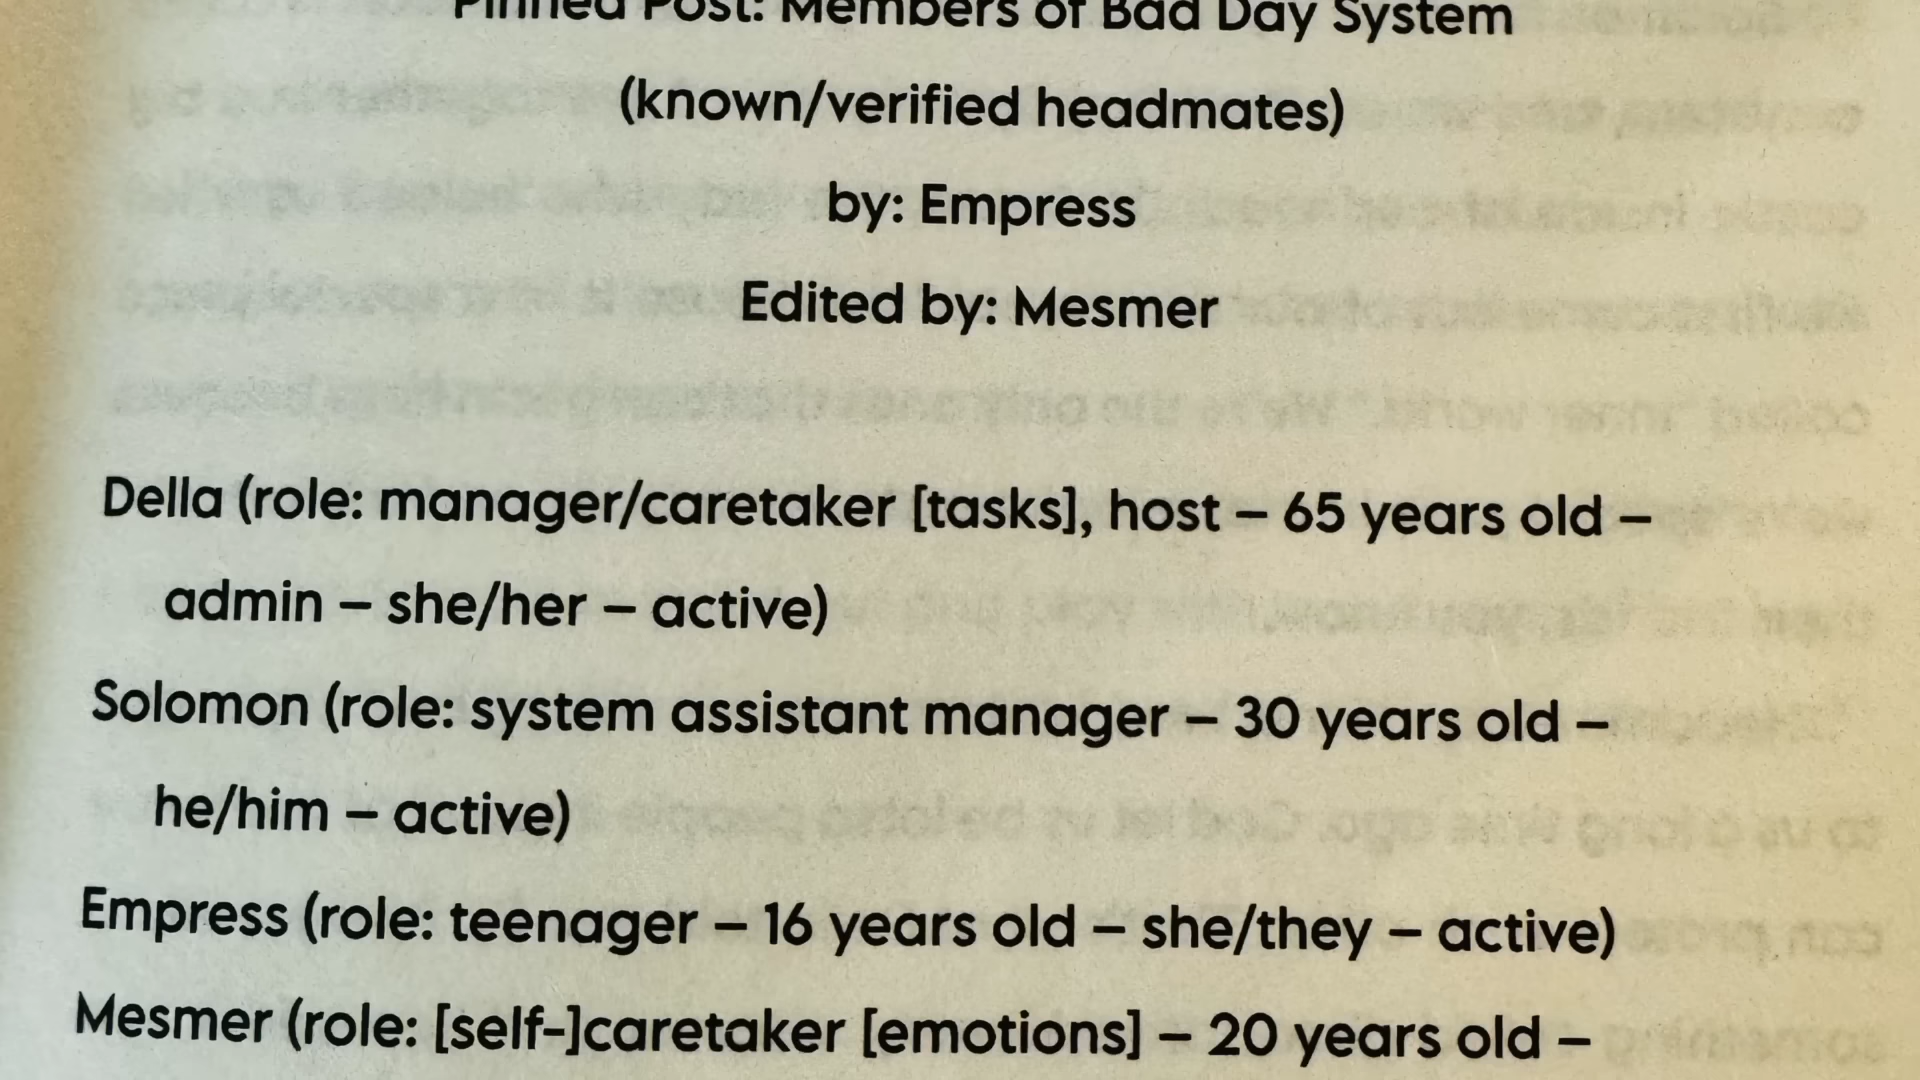 Pinned Post: Members of Bad Day System
(known/verified headmates)
by: Empress
Edited by: Mesmer
Della (role: manager/caretaker [tasks], host – 65 years old –
admin – she/her – active)
Solomon (role: system assistant manager – 30 years old –
he/him – active)
Empress (role: teenager – 16 years old – she/they – active)
Mesmer (role: [self-]caretaker [emotions] – 20 years old –